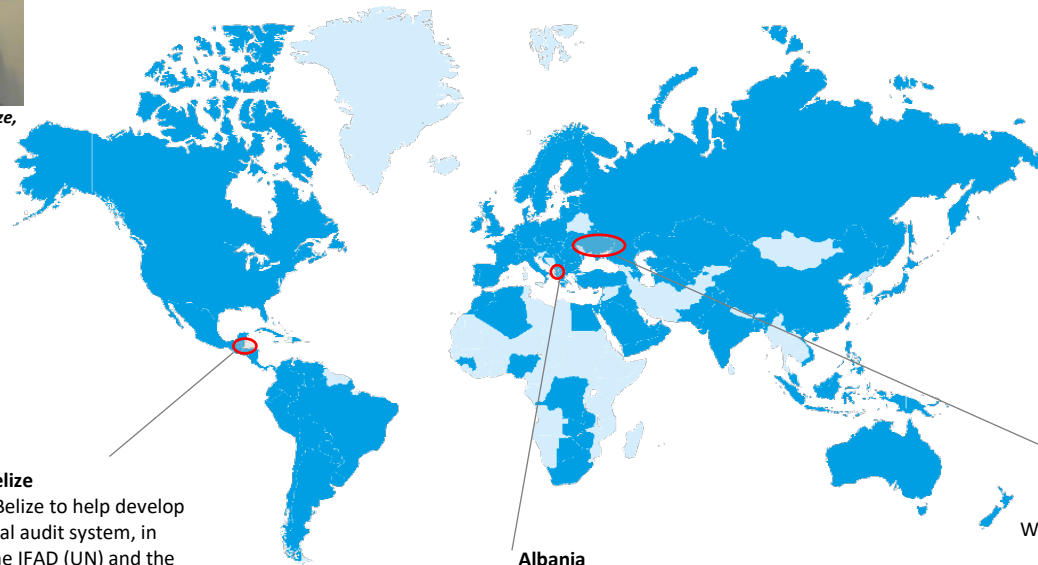 ze,
elize
Belize to help develop
al audit system, in
e IFAD (UN) and the
Albania
W